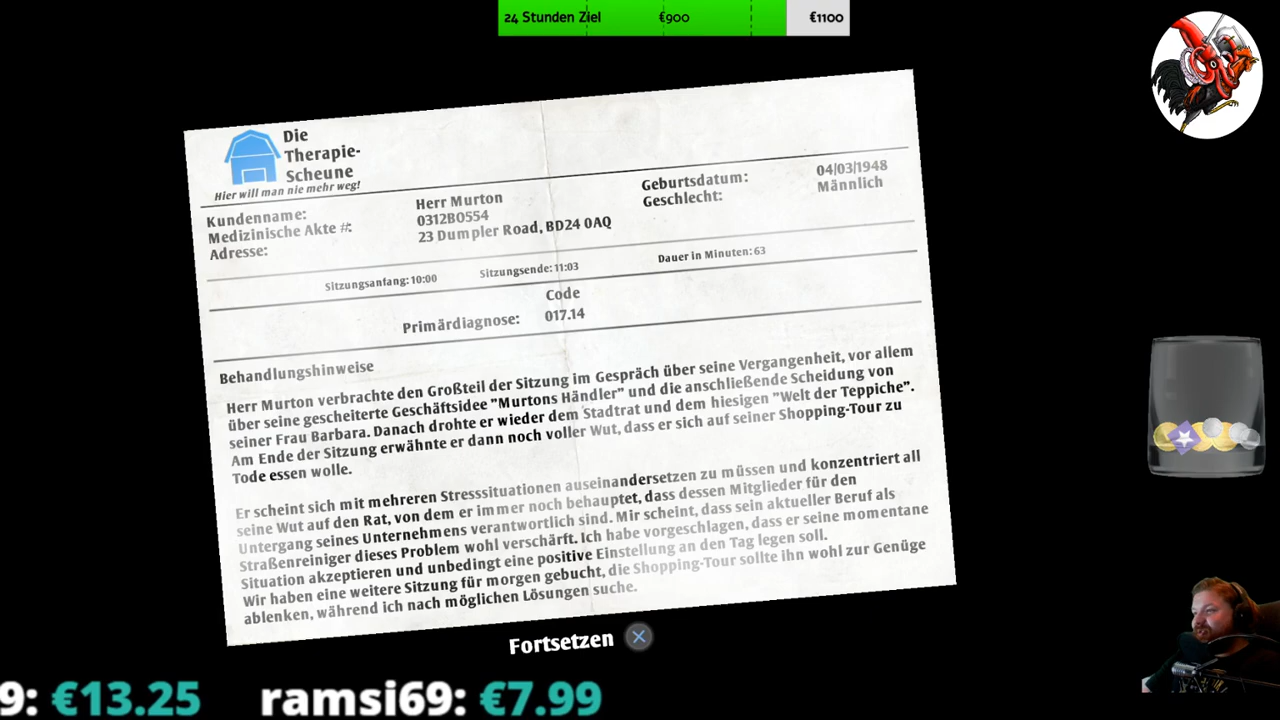 24 Stunden Ziel €900 €1100
Die
Therapie-
Scheune
Hier will man nie mehr weg!
Kundenname: Herr Murton Geburtsdatum: 04/03/1948
Medizinische Akte #: 0312B0554 Geschlecht: Männlich
Adresse: 23 Dumpler Road, BD24 0AQ
Sitzungsanfang: 10:00 Sitzungsende: 11:03 Dauer in Minuten: 63
Code
Primärdiagnose: 017.14
Behandlungshinweise
Herr Murton verbrachte den Großteil der Sitzung im Gespräch über seine Vergangenheit, vor allem
über seine gescheiterte Geschäftsidee "Murtons Händler" und die anschließende Scheidung von
seiner Frau Barbara. Danach drohte er wieder dem Stadtrat und dem hiesigen "Welt der Teppiche".
Am Ende der Sitzung erwähnte er dann noch voller Wut, dass er sich auf seiner Shopping-Tour zu
Tode essen wolle.
Er scheint sich mit mehreren Stresssituationen auseinandersetzen zu müssen und konzentriert all
seine Wut auf den Rat, von dem er immer noch behauptet, dass dessen Mitglieder für den
Untergang seines Unternehmens verantwortlich sind. Mir scheint, dass sein aktueller Beruf als
Straßenreiniger dieses Problem wohl verschärft. Ich habe vorgeschlagen, dass er seine momentane
Situation akzeptieren und unbedingt eine positive Einstellung an den Tag legen soll.
Wir haben eine weitere Sitzung für morgen gebucht, die Shopping-Tour sollte ihn wohl zur Genüge
ablenken, während ich nach möglichen Lösungen suche.
Fortsetzen
9: €13.25 ramsi69: €7.99